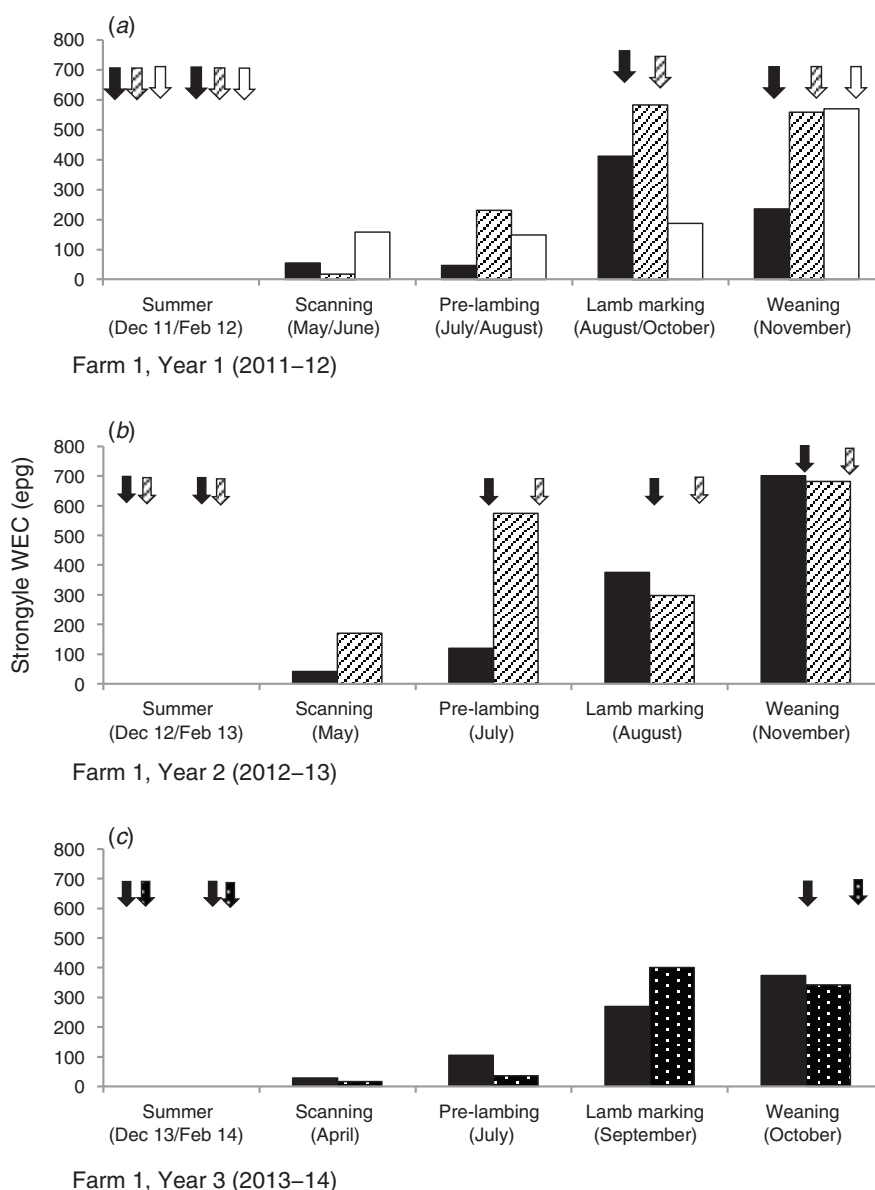 (a)
800
700
600
500
400
300
200
100
0
Summer Scanning Pre-lambing Lamb marking Weaning
(Dec 11/Feb 12) (May/June) (July/August) (August/October) (November)
Farm 1, Year 1 (2011–12)
(b)
Strongyle WEC (epg)
800
700
600
500
400
300
200
100
0
Summer Scanning Pre-lambing Lamb marking Weaning
(Dec 12/Feb 13) (May) (July) (August) (November)
Farm 1, Year 2 (2012–13)
(c)
800
700
600
500
400
300
200
100
0
Summer Scanning Pre-lambing Lamb marking Weaning
(Dec 13/Feb 14) (April) (July) (September) (October)
Farm 1, Year 3 (2013–14)